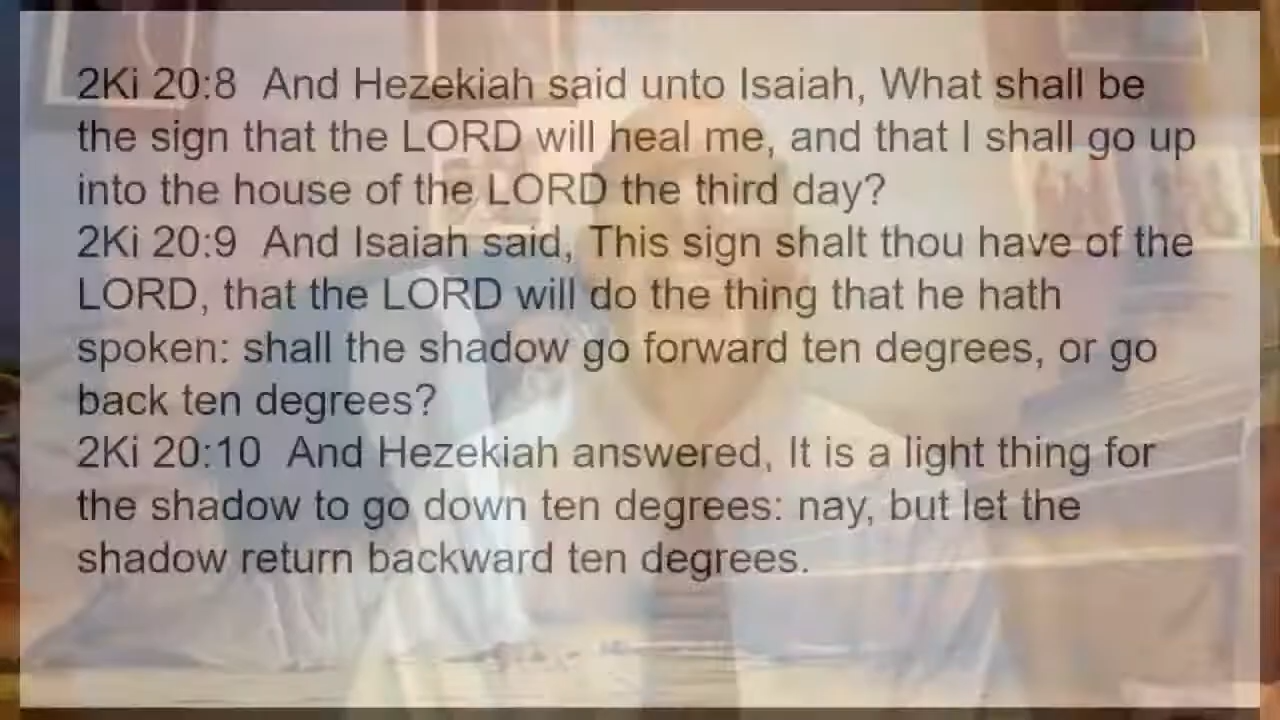 2Ki 20:8  And Hezekiah said unto Isaiah, What shall be
the sign that the LORD will heal me, and that I shall go up
into the house of the LORD the third day?
2Ki 20:9  And Isaiah said, This sign shalt thou have of the
LORD, that the LORD will do the thing that he hath
spoken: shall the shadow go forward ten degrees, or go
back ten degrees?
2Ki 20:10  And Hezekiah answered, It is a light thing for
the shadow to go down ten degrees: nay, but let the
shadow return backward ten degrees.